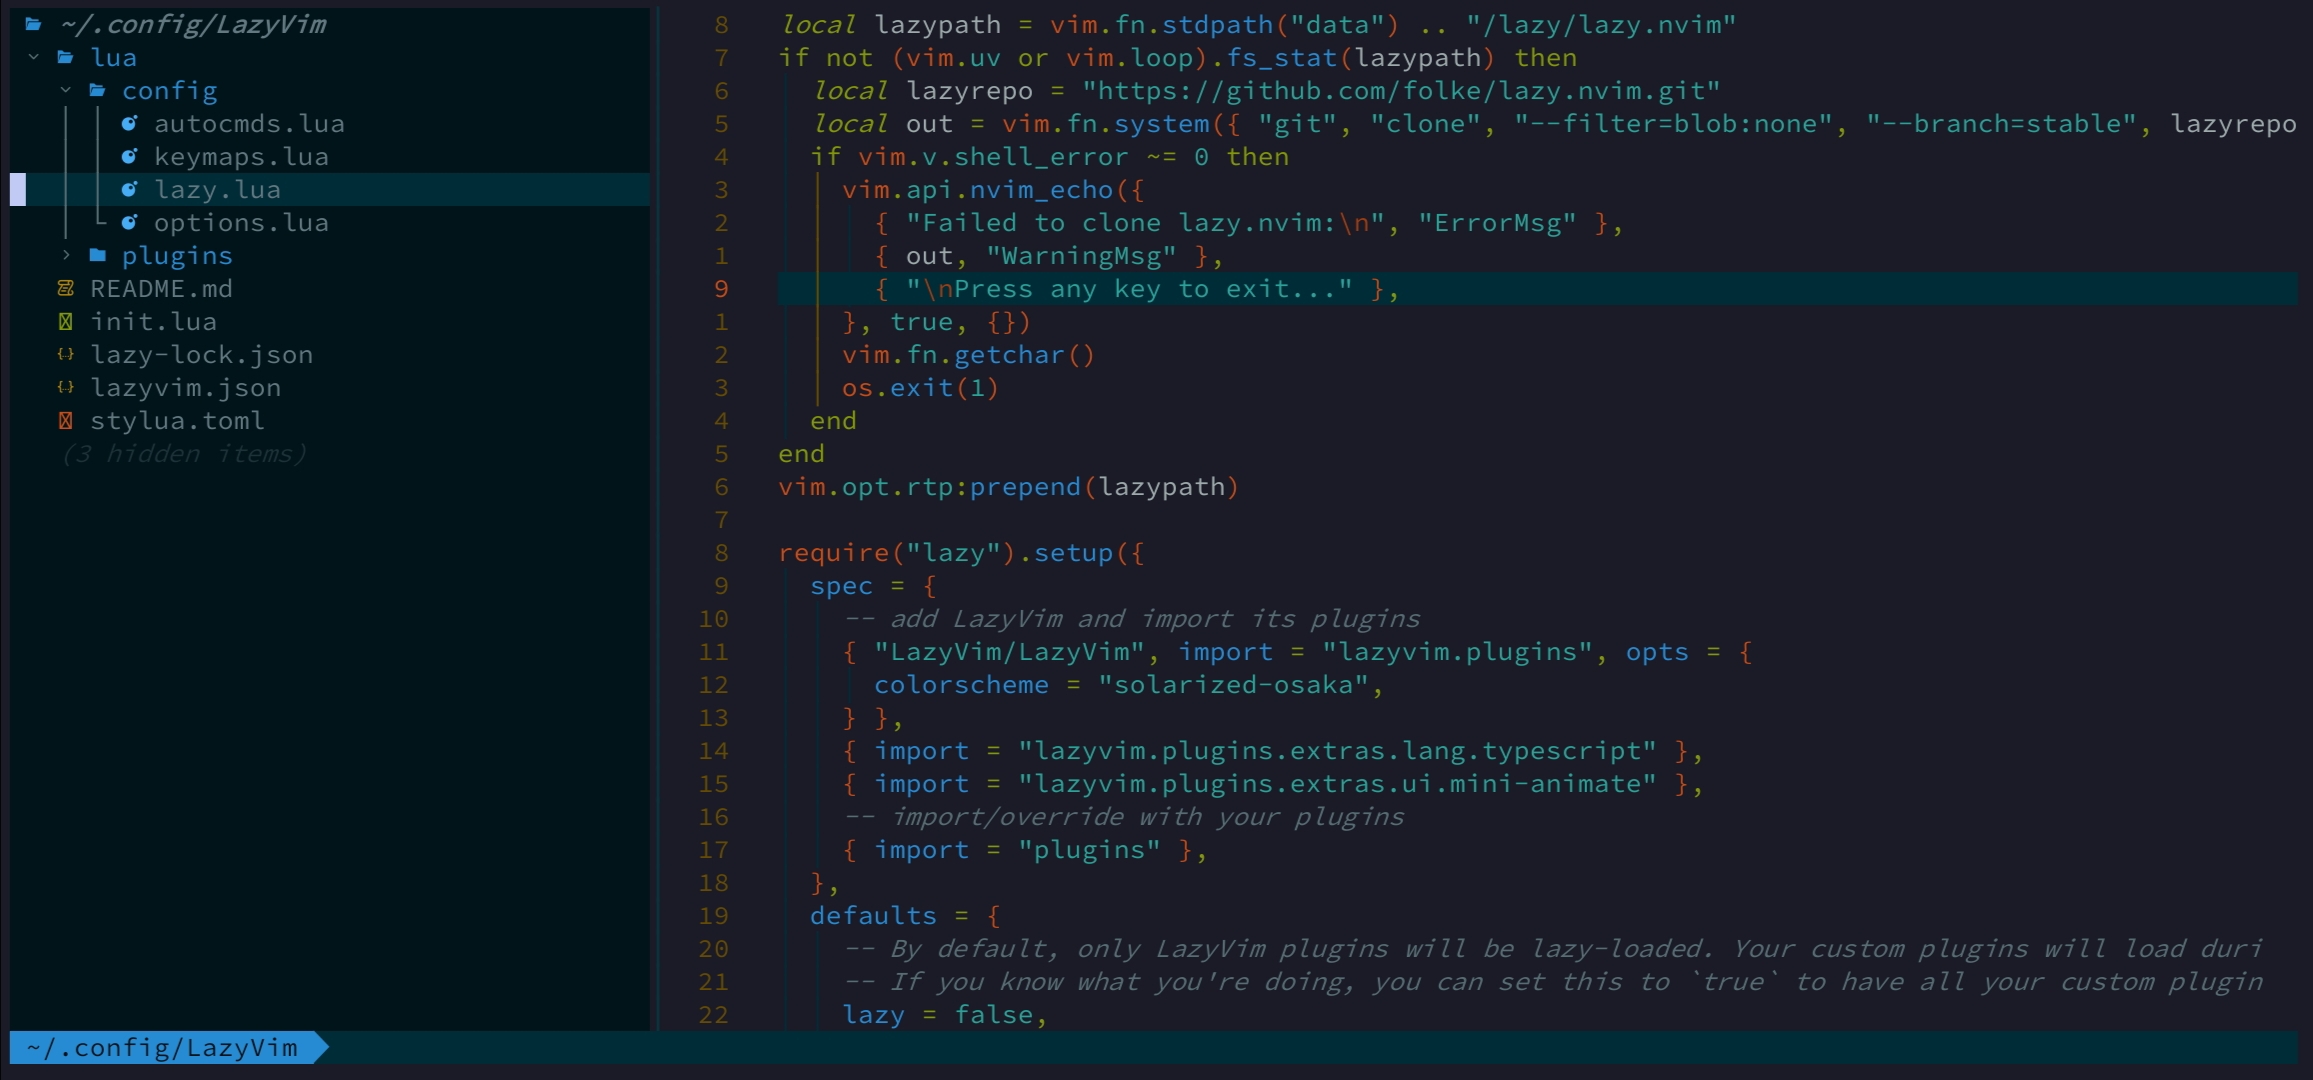 ~/.config/LazyVim
lua
config
autocmds.lua
keymaps.lua
lazy.lua
options.lua
plugins
README.md
init.lua
lazy-lock.json
lazyvim.json
stylua.toml
(3 hidden items)
8 local lazypath = vim.fn.stdpath("data") .. "/lazy/lazy.nvim"
7 if not (vim.uv or vim.loop).fs_stat(lazypath) then
6 local lazyrepo = "https://github.com/folke/lazy.nvim.git"
5 local out = vim.fn.system({ "git", "clone", "--filter=blob:none", "--branch=stable", lazyrepo
4 if vim.v.shell_error ~= 0 then
3 vim.api.nvim_echo({
2 { "Failed to clone lazy.nvim:\n", "ErrorMsg" },
1 { out, "WarningMsg" },
9 { "\nPress any key to exit..." },
1 }, true, {})
2 vim.fn.getchar()
3 os.exit(1)
4 end
5 end
6 vim.opt.rtp:prepend(lazypath)
7
8 require("lazy").setup({
9 spec = {
10 -- add LazyVim and import its plugins
11 { "LazyVim/LazyVim", import = "lazyvim.plugins", opts = {
12 colorscheme = "solarized-osaka",
13 } },
14 { import = "lazyvim.plugins.extras.lang.typescript" },
15 { import = "lazyvim.plugins.extras.ui.mini-animate" },
16 -- import/override with your plugins
17 { import = "plugins" },
18 },
19 defaults = {
20 -- By default, only LazyVim plugins will be lazy-loaded. Your custom plugins will load duri
21 -- If you know what you're doing, you can set this to `true` to have all your custom plugin
22 lazy = false,
~/.config/LazyVim